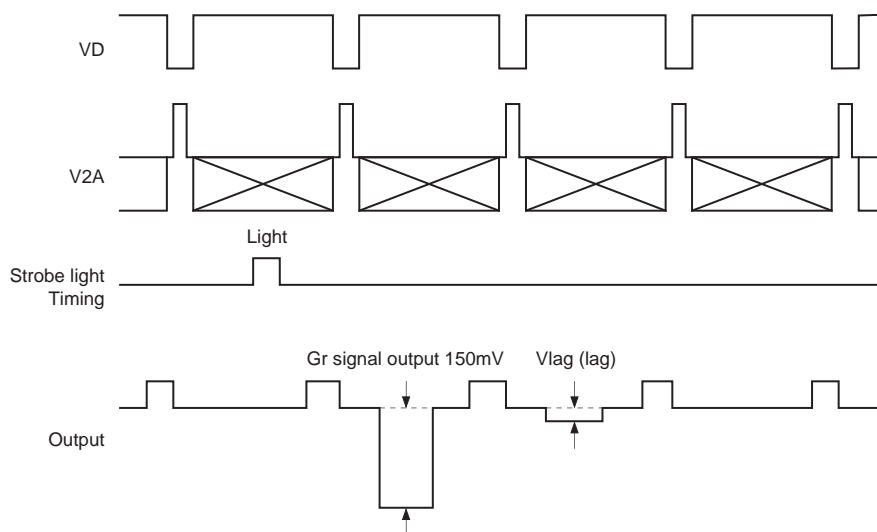 VD
V2A
Light
Strobe light
Timing
Gr signal output 150mV
Vlag (lag)
Output